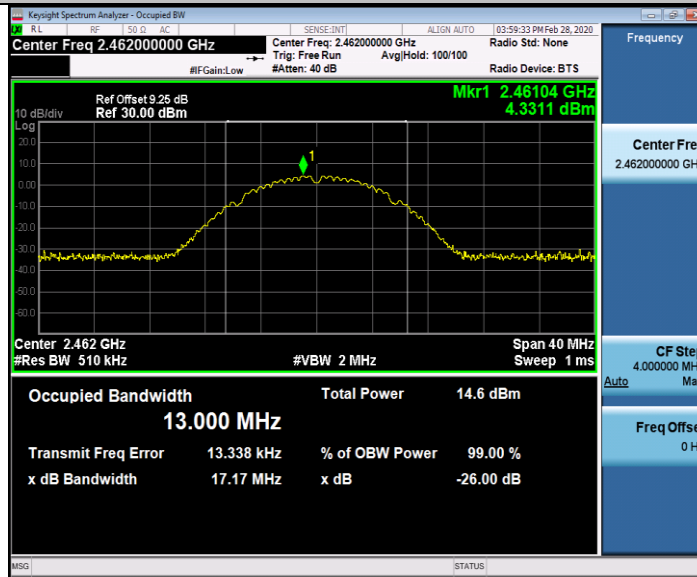 Keysight Spectrum Analyzer - Occupied BW
LXI RL RF 50 Ω AC SENSE:INT ALIGN AUTO 03:59:33 PM Feb 28, 2020
Center Freq 2.462000000 GHz
Center Freq: 2.462000000 GHz Radio Std: None
Trig: Free Run Avg|Hold: 100/100
#IFGain:Low #Atten: 40 dB Radio Device: BTS
Frequency
Mkr1 2.46104 GHz
4.3311 dBm
Ref Offset 9.25 dB
10 dB/div Ref 30.00 dBm
Log
20.0
10.0
0.00
-10.0
-20.0
-30.0
-40.0
-50.0
-60.0
1
Center 2.462 GHz Span 40 MHz
#Res BW 510 kHz #VBW 2 MHz Sweep 1 ms
Occupied Bandwidth Total Power 14.6 dBm
13.000 MHz
Transmit Freq Error 13.338 kHz % of OBW Power 99.00 %
x dB Bandwidth 17.17 MHz x dB -26.00 dB
Center Fre
2.462000000 GH
CF Ste
4.000000 MH
Auto Ma
Freq Offse
0 H
MSG STATUS